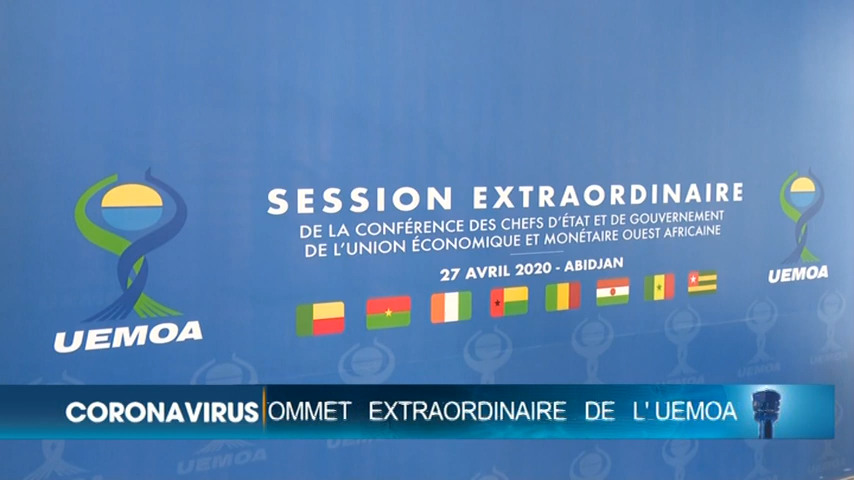 SESSION EXTRAORDINAIRE
DE LA CONFÉRENCE DES CHEFS D'ÉTAT ET DE GOUVERNEMENT
DE L'UNION ÉCONOMIQUE ET MONÉTAIRE OUEST AFRICAINE
27 AVRIL 2020 - ABIDJAN
UEMOA
UEMOA
CORONAVIRUS OMMET EXTRAORDINAIRE DE L'UEMOA
UEMOA